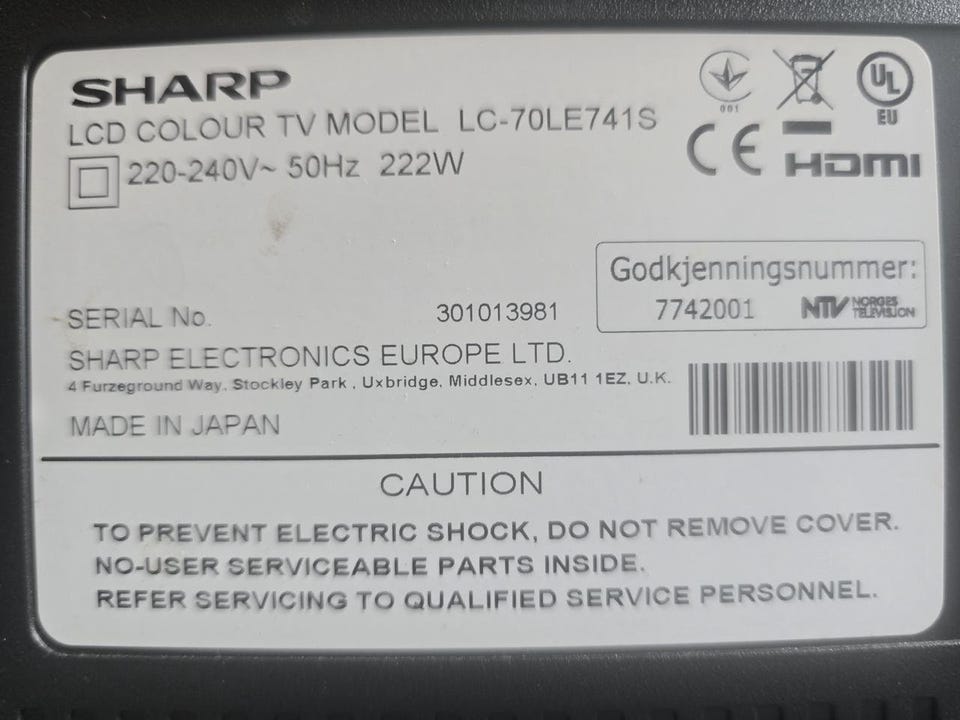 SHARP
LCD COLOUR TV MODEL LC-70LE741S
220-240V~ 50Hz 222W
001
UL
EU
CE
HDMI
Godkjenningsnummer:
7742001 NTV NORGES TELEVISJON
SERIAL No. 301013981
SHARP ELECTRONICS EUROPE LTD.
4 Furzeground Way, Stockley Park , Uxbridge, Middlesex, UB11 1EZ, U.K.
MADE IN JAPAN
CAUTION
TO PREVENT ELECTRIC SHOCK, DO NOT REMOVE COVER.
NO-USER SERVICEABLE PARTS INSIDE.
REFER SERVICING TO QUALIFIED SERVICE PERSONNEL.